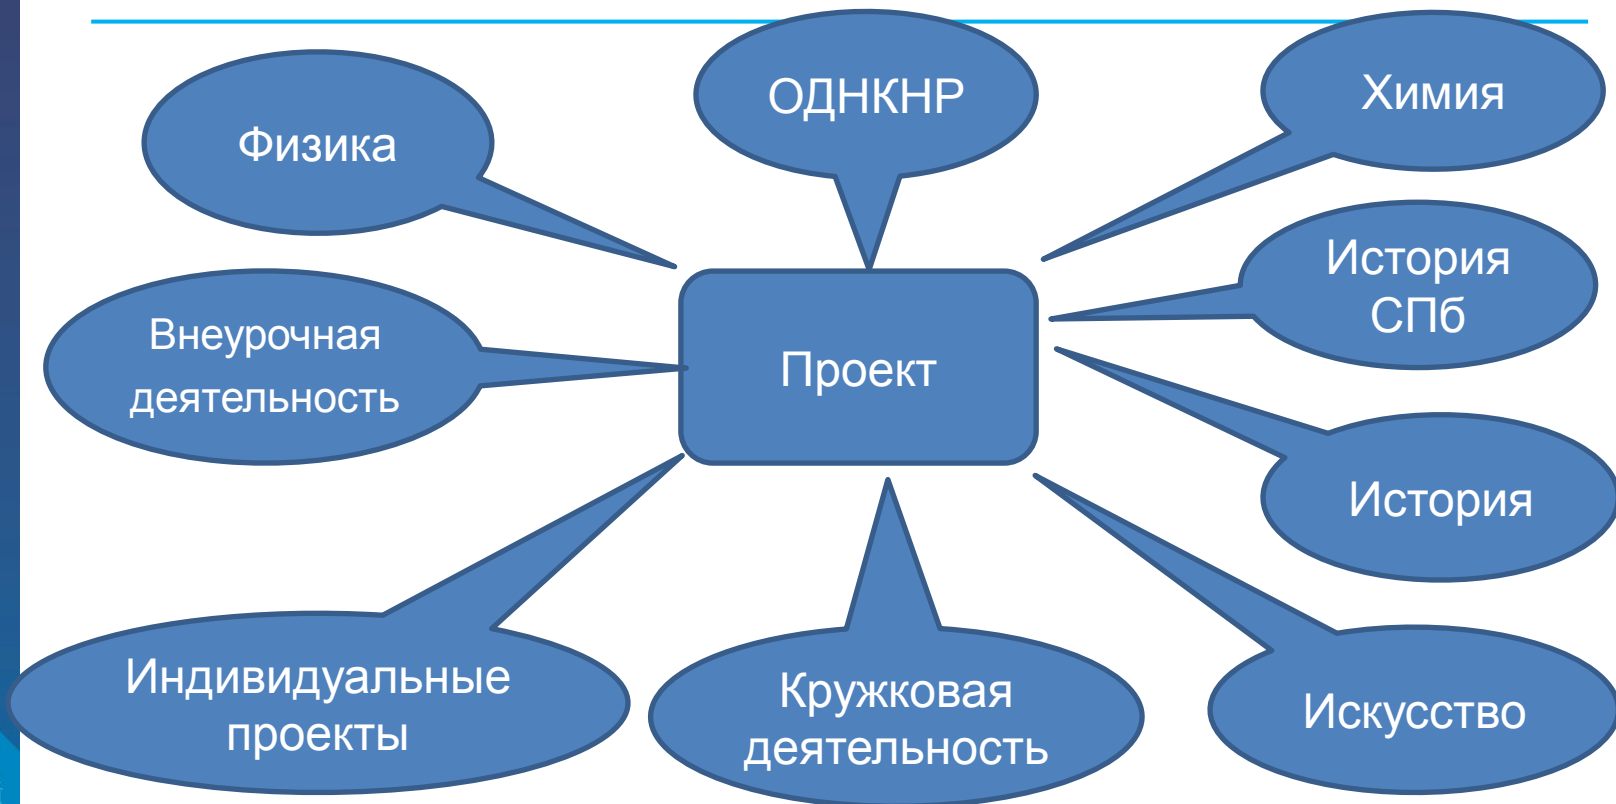 ОДНКНР
Химия
Физика
История
СПб
Внеурочная
деятельность
Проект
История
Индивидуальные
проекты
Кружковая
деятельность
Искусство